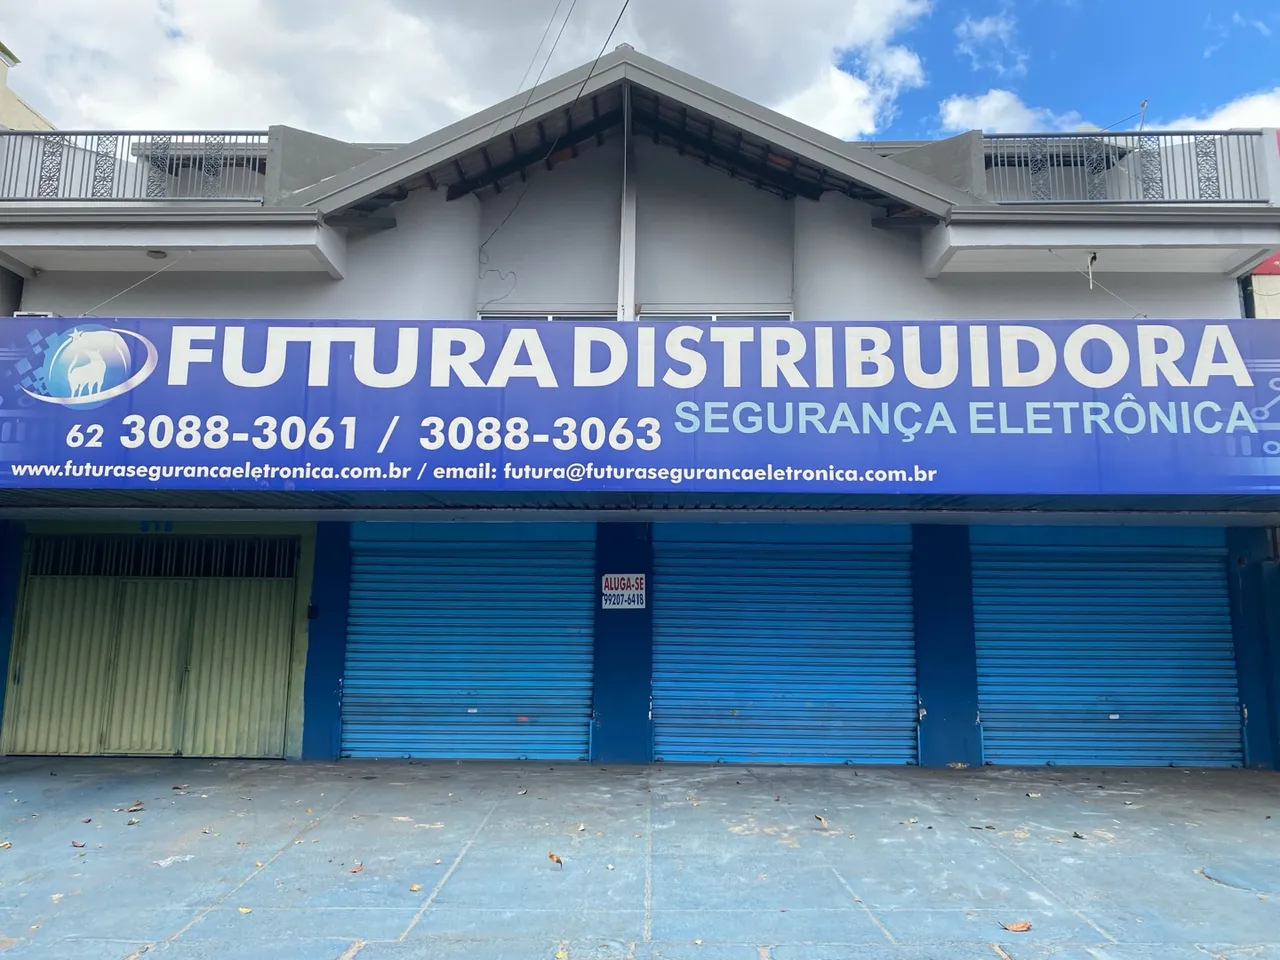 FUTURA DISTRIBUIDORA
SEGURANÇA ELETRÔNICA
62 3088-3061 / 3088-3063
www.futurasegurancaeletronica.com.br / email: futura@futurasegurancaeletronica.com.br
ALUGA-SE
99207-6418